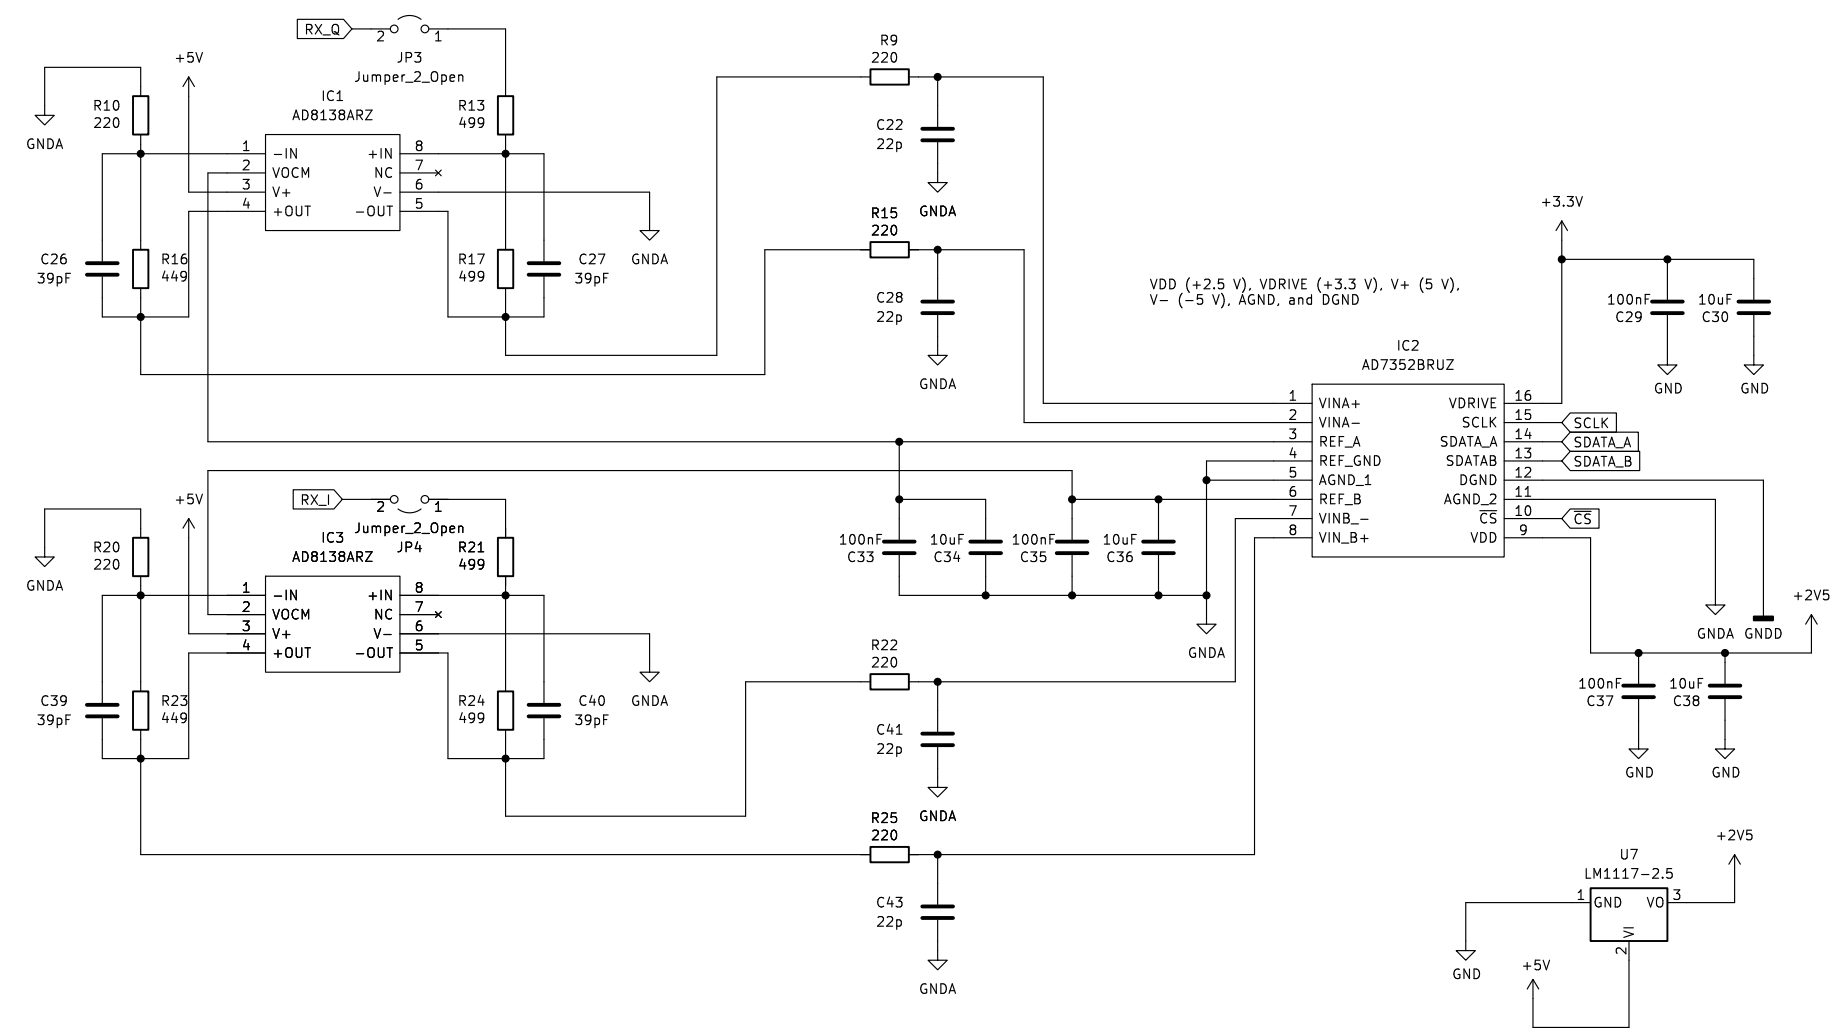 RX_Q
2
1
JP3
Jumper_2_Open
+5V
R10
220
GNDA
IC1
AD8138ARZ
R13
499
1
2
3
4
-IN
VOCM
V+
+OUT
+IN
NC
V-
-OUT
8
7
6
5
C26
39pF
R16
449
R17
499
C27
39pF
GNDA
R9
220
C22
22p
GNDA
R15
220
C28
22p
GNDA
VDD (+2.5 V), VDRIVE (+3.3 V), V+ (5 V),
V- (-5 V), AGND, and DGND
+3.3V
100nF
C29
GND
10uF
C30
GND
IC2
AD7352BRUZ
1
2
3
4
5
6
7
8
VINA+
VINA-
REF_A
REF_GND
AGND_1
REF_B
VINB_-
VIN_B+
VDRIVE
SCLK
SDATA_A
SDATAB
DGND
AGND_2
CS
VDD
16
15
14
13
12
11
10
9
SCLK
SDATA_A
SDATA_B
CS
GNDA
GNDD
+2V5
100nF
C37
GND
10uF
C38
GND
+5V
RX_I
2
1
Jumper_2_Open
JP4
R20
220
GNDA
IC3
AD8138ARZ
R21
499
1
2
3
4
-IN
VOCM
V+
+OUT
+IN
NC
V-
-OUT
8
7
6
5
C39
39pF
R23
449
R24
499
C40
39pF
GNDA
100nF
C33
10uF
C34
100nF
C35
10uF
C36
GNDA
R22
220
C41
22p
GNDA
R25
220
C43
22p
GNDA
+2V5
U7
LM1117-2.5
1
GND
VO
3
VI
2
GND
+5V